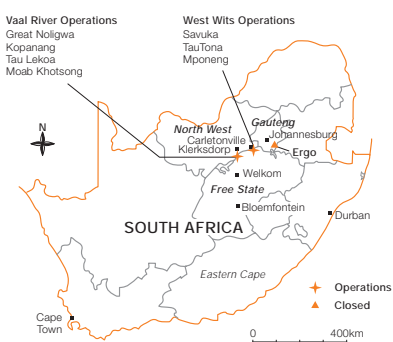 Vaal River Operations
Great Noligwa
Kopanang
Tau Lekoa
Moab Khotsong
West Wits Operations
Savuka
TauTona
Mponeng
N
North West
Gauteng
Johannesburg
Carletonville
Klerksdorp
Ergo
Welkom
Free State
Bloemfontein
Durban
SOUTH AFRICA
Eastern Cape
Operations
Closed
Cape
Town
0 400km